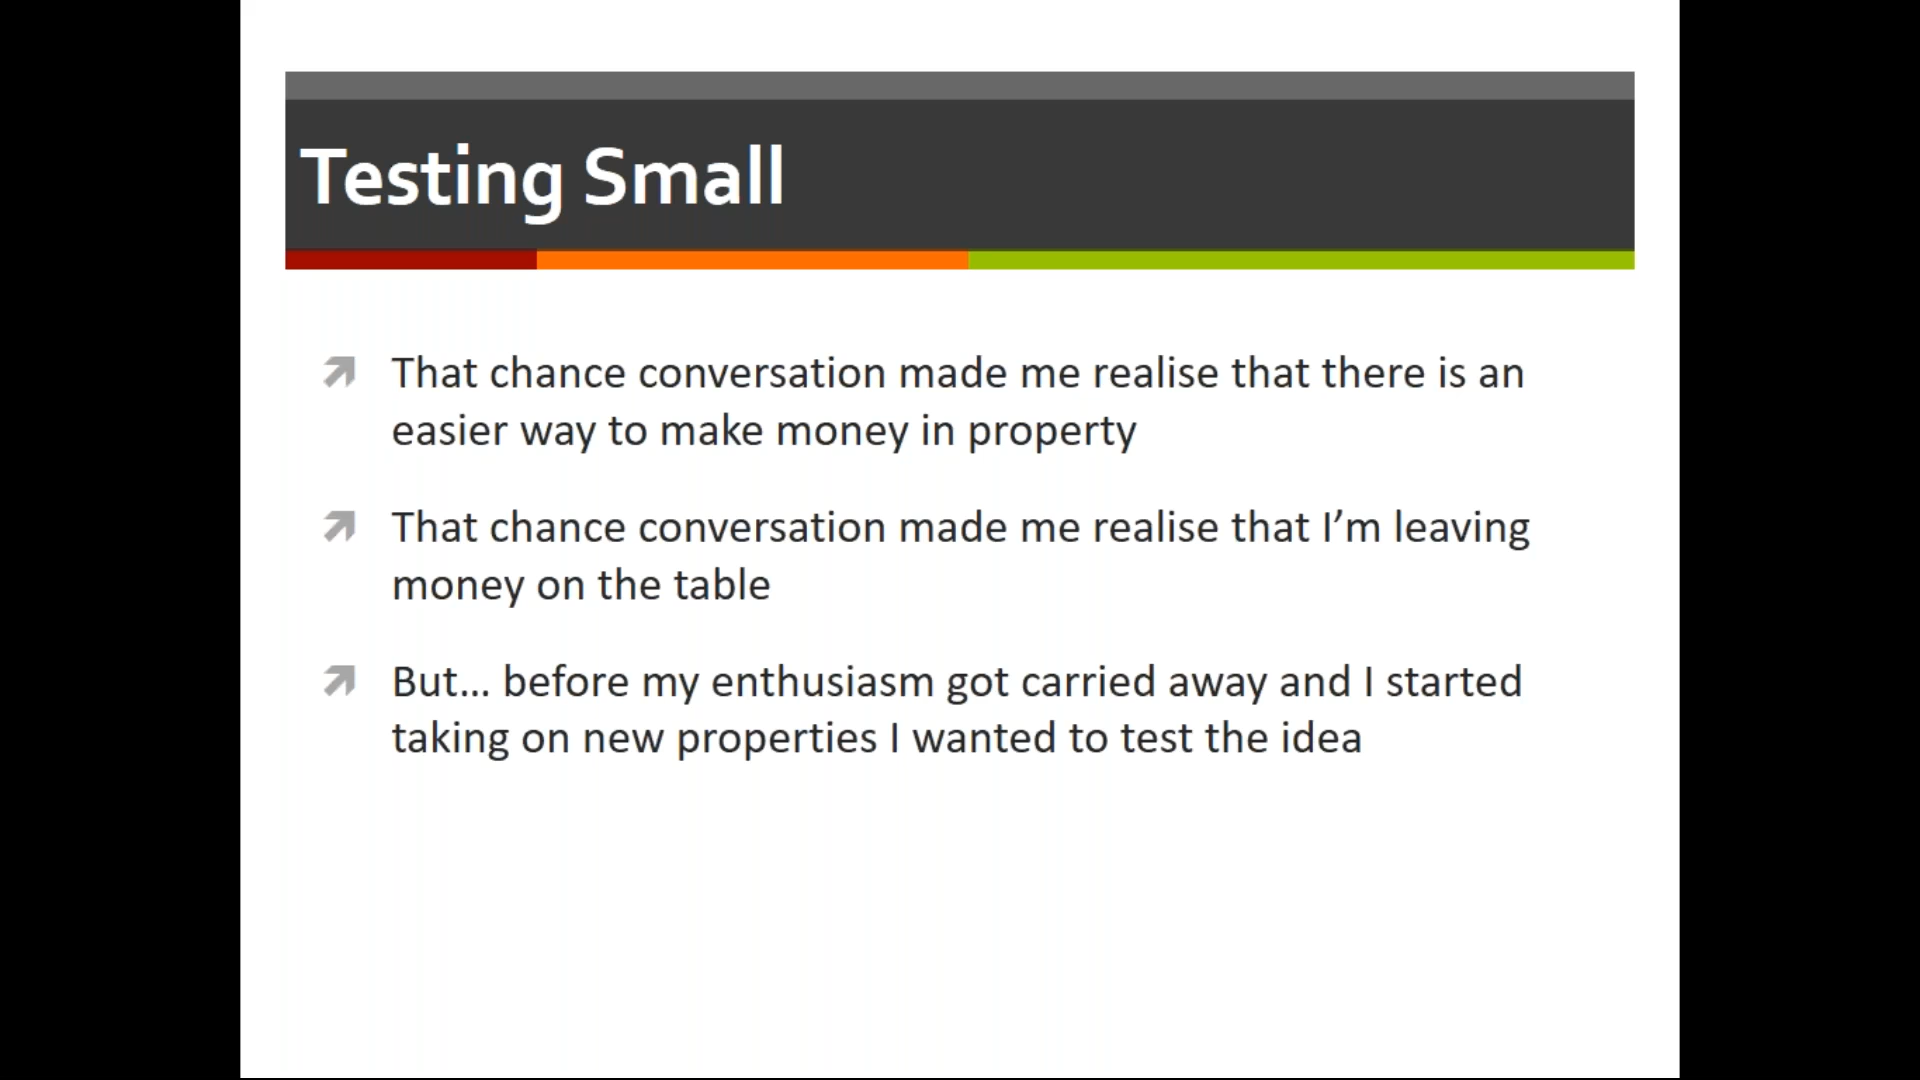 Testing Small
That chance conversation made me realise that there is an
easier way to make money in property
That chance conversation made me realise that I’m leaving
money on the table
But... before my enthusiasm got carried away and I started
taking on new properties I wanted to test the idea